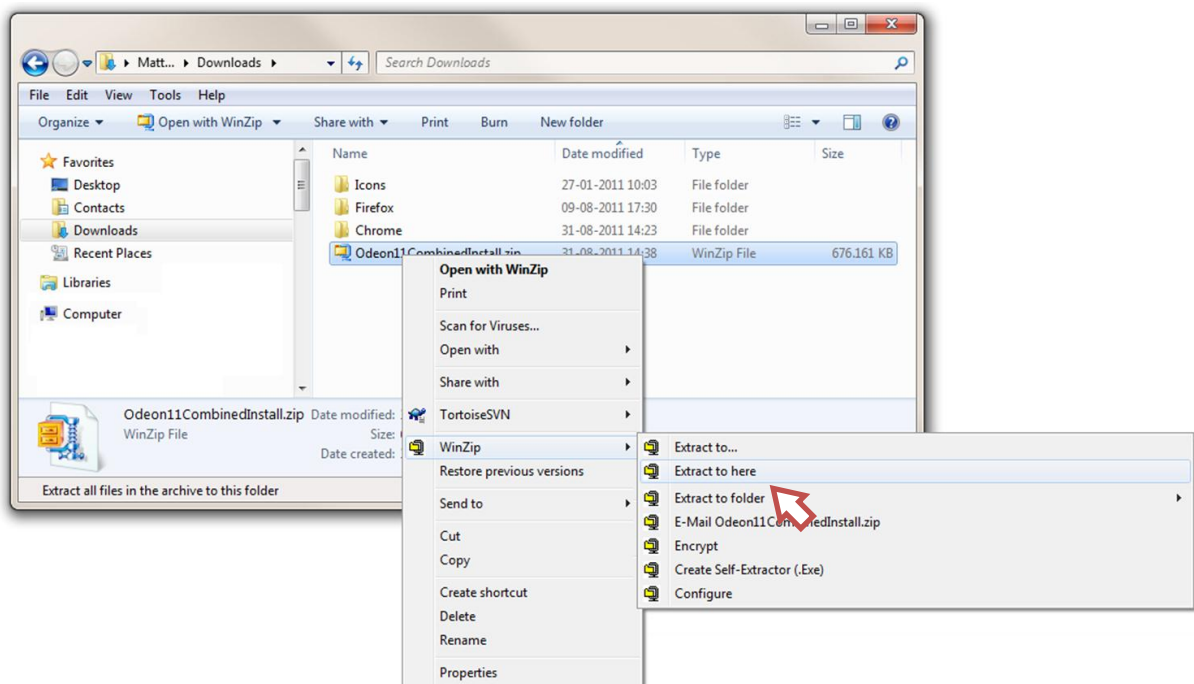 Matt... Downloads
Search Downloads
File Edit View Tools Help
Organize Open with WinZip Share with Print Burn New folder
Name Date modified Type Size
Favorites
Desktop
Contacts
Downloads
Recent Places
Libraries
Computer
Icons 27-01-2011 10:03 File folder
Firefox 09-08-2011 17:30 File folder
Chrome 31-08-2011 14:23 File folder
Odeon11CombinedInstall.zip 31-08-2011 14:38 WinZip File 676.161 KB
Odeon11CombinedInstall.zip Date modified:
WinZip File Size:
Date created:
Extract all files in the archive to this folder
Open with WinZip
Print
Scan for Viruses...
Open with
Share with
TortoiseSVN
WinZip
Restore previous versions
Send to
Cut
Copy
Create shortcut
Delete
Rename
Properties
Extract to...
Extract to here
Extract to folder
E-Mail Odeon11CombinedInstall.zip
Encrypt
Create Self-Extractor (.Exe)
Configure